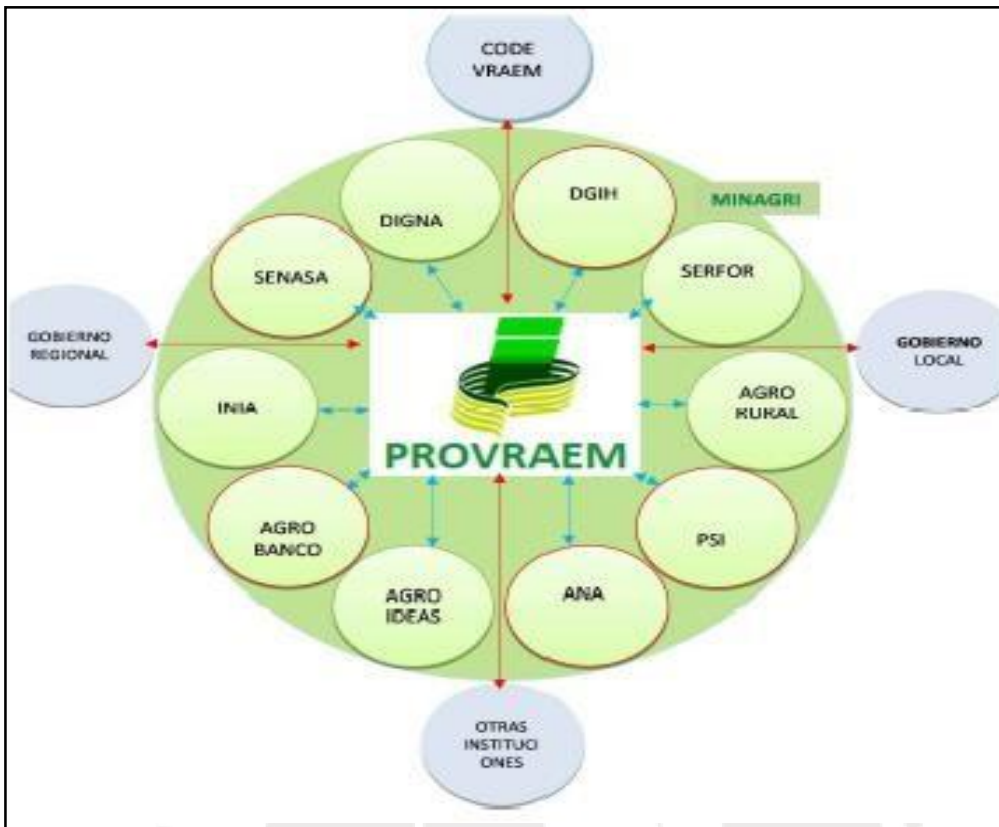 CODE
VRAEM
DIGNA
DGIH
MINAGRI
SENASA
SERFOR
GOBIERNO
REGIONAL
GOBIERNO
LOCAL
INIA
AGRO
RURAL
PROVRAEM
AGRO
BANCO
PSI
AGRO
IDEAS
ANA
OTRAS
INSTITUCI
ONES